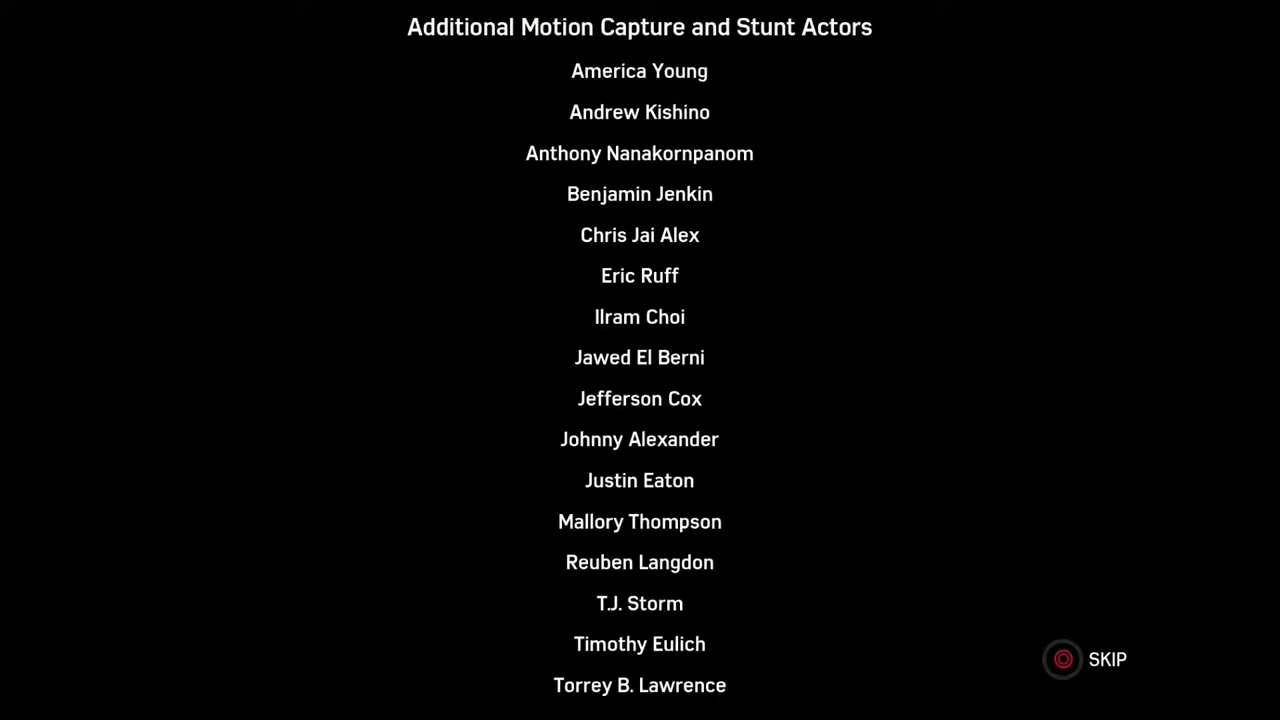 Additional Motion Capture and Stunt Actors
America Young
Andrew Kishino
Anthony Nanakornpanom
Benjamin Jenkin
Chris Jai Alex
Eric Ruff
Ilram Choi
Jawed El Berni
Jefferson Cox
Johnny Alexander
Justin Eaton
Mallory Thompson
Reuben Langdon
T.J. Storm
Timothy Eulich
SKIP
Torrey B. Lawrence